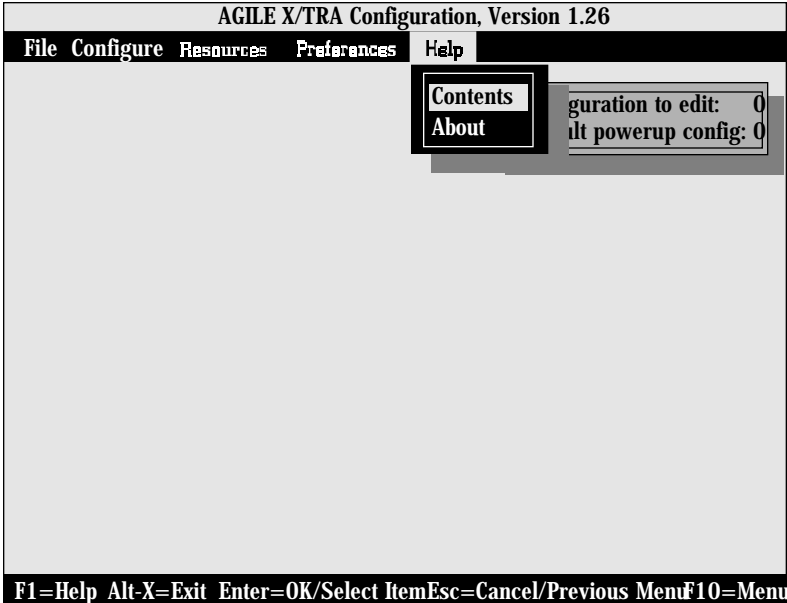 AGILE X/TRA Configuration, Version 1.26
File Configure Resources Preferences Help
Contents
About
guration to edit: 0
ult powerup config: 0
F1=Help Alt-X=Exit Enter=OK/Select ItemEsc=Cancel/Previous MenuF10=Menu